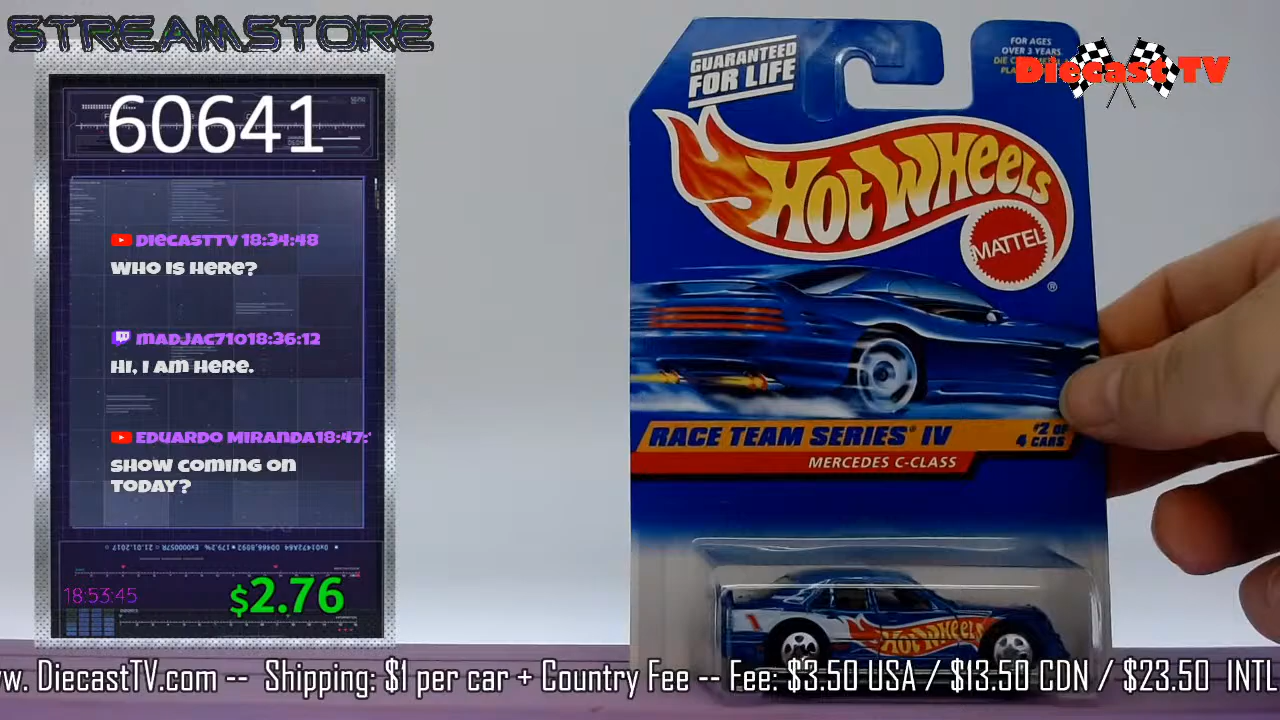 STREAMSTORE
60641
DIECASTTV 18:34:48
WHO IS HERE?
MADJAC71018:36:12
HI, I AM HERE.
EDUARDO MIRANDA18:47:
SHOW COMING ON
TODAY?
18:53:45
$2.76
GUARANTEED
FOR LIFE
FOR AGES
OVER 3 YEARS
Diecast TV
HOT WHEELS
MATTEL
®
RACE TEAM SERIES IV
#2 OF
4 CARS
MERCEDES C-CLASS
HOT WHEELS
w. DiecastTV.com -- Shipping: $1 per car + Country Fee -- Fee: $3.50 USA / $13.50 CDN / $23.50 INTL